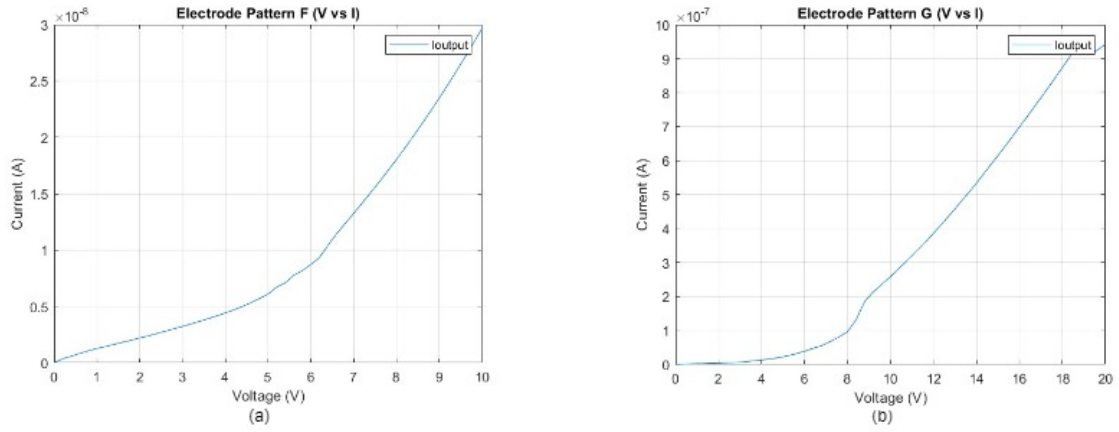 Electrode Pattern F (V vs I)
×10⁻⁸
Ioutput
3
2.5
2
1.5
1
0.5
0
Current (A)
0 1 2 3 4 5 6 7 8 9 10
Voltage (V)
(a)
Electrode Pattern G (V vs I)
×10⁻⁷
Ioutput
10
9
8
7
6
5
4
3
2
1
0
Current (A)
0 2 4 6 8 10 12 14 16 18 20
Voltage (V)
(b)